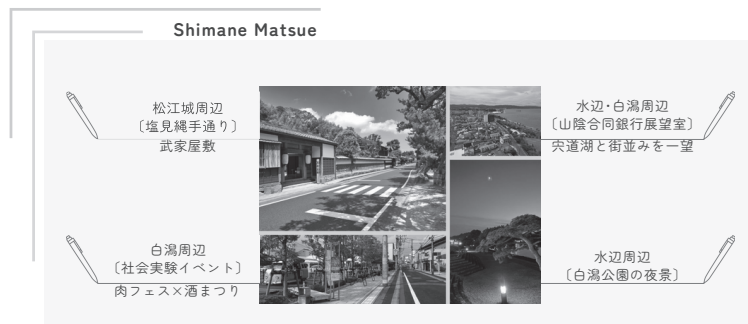 Shimane Matsue
松江城周辺
〔塩見縄手通り〕
武家屋敷
水辺・白潟周辺
〔山陰合同銀行展望室〕
宍道湖と街並みを一望
白潟周辺
〔社会実験イベント〕
肉フェス×酒まつり
水辺周辺
〔白潟公園の夜景〕